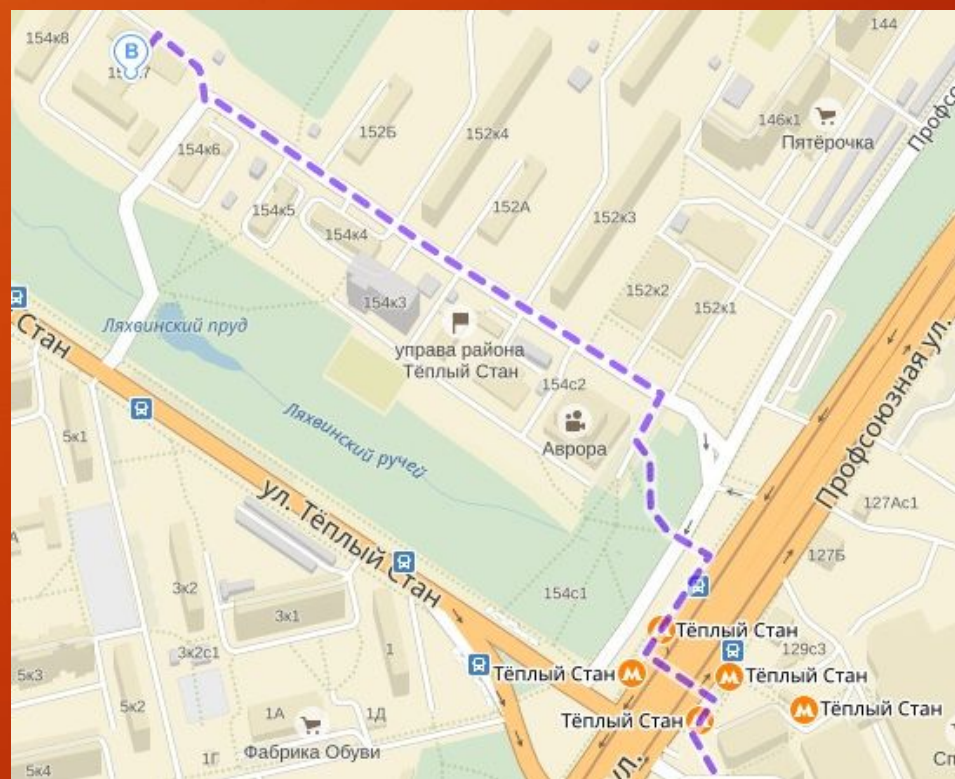 154к8
144
B
154к7
152Б
152к4
146к1
Пятёрочка
154к6
154к5
152А
152к3
154к4
152к2
154к3
152к1
Ляхвинский пруд
управа района
Тёплый Стан
Стан
154с2
Профсоюзная ул.
Аврора
5к1
Ляхвинский ручей
ул. Тёплый Стан
127Ас1
127Б
3к2
154с1
3к1
Тёплый Стан
129с3
3к2с1
1
Тёплый Стан
Тёплый Стан
5к3
5к2
1А
1Д
Тёплый Стан
Тёплый Стан
Фабрика Обуви
1Г
5к4
ул.